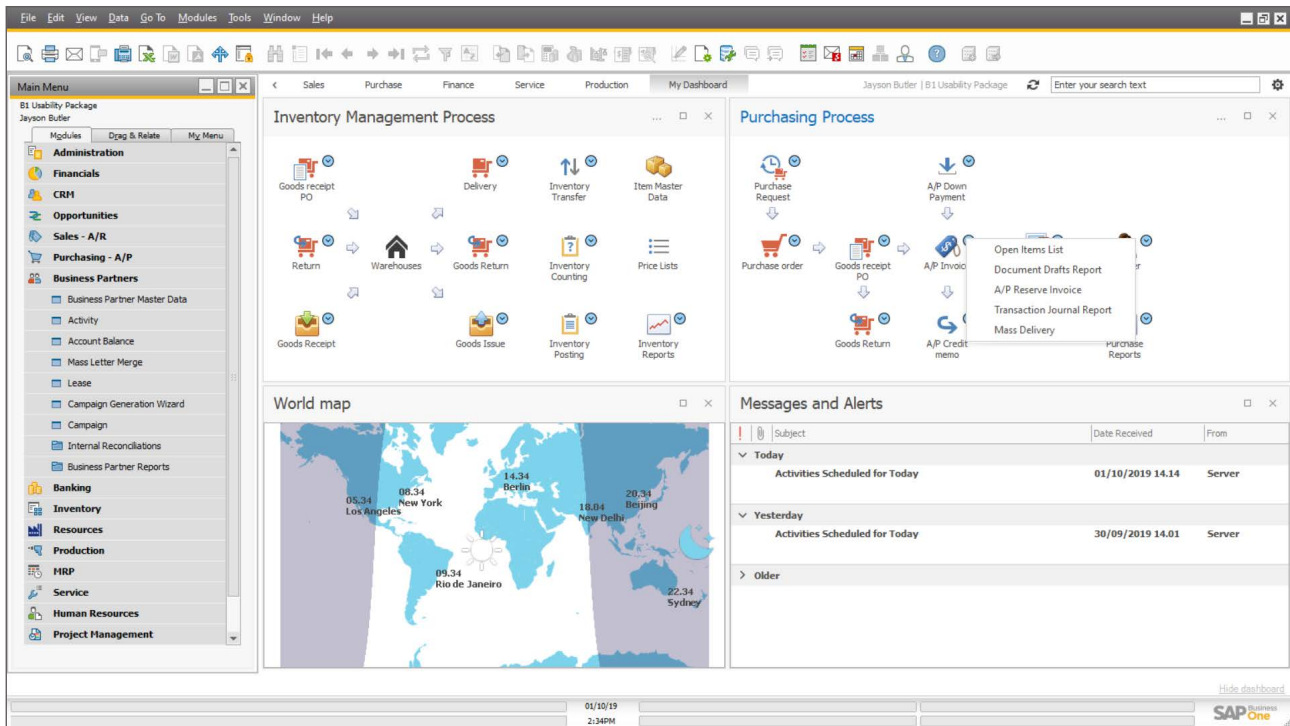 File Edit View Data Go To Modules Tools Window Help
Main Menu
B1 Usability Package
Jayson Butler
Modules Drag & Relate My Menu
Administration
Financials
CRM
Opportunities
Sales - A/R
Purchasing - A/P
Business Partners
Business Partner Master Data
Activity
Account Balance
Mass Letter Merge
Lease
Campaign Generation Wizard
Campaign
Internal Reconciliations
Business Partner Reports
Banking
Inventory
Resources
Production
MRP
Service
Human Resources
Project Management
Sales Purchase Finance Service Production My Dashboard
Jayson Butler | B1 Usability Package
Enter your search text
Inventory Management Process
Goods receipt
PO
Delivery
Inventory
Transfer
Item Master
Data
Return
Warehouses
Goods Return
Inventory
Counting
Price Lists
Goods Receipt
Goods Issue
Inventory
Posting
Inventory
Reports
Purchasing Process
Purchase
Request
A/P Down
Payment
Purchase order
Goods receipt
PO
A/P Invoic
Open Items List
Document Drafts Report
A/P Reserve Invoice
Transaction Journal Report
Mass Delivery
Goods Return
A/P Credit
memo
Purchase
Reports
World map
05.34
Los Angeles
08.34
New York
14.34
Berlin
18.04
New Delhi
20.34
Beijing
09.34
Rio de Janeiro
22.34
Sydney
Messages and Alerts
Subject Date Received From
Today
Activities Scheduled for Today 01/10/2019 14.14 Server
Yesterday
Activities Scheduled for Today 30/09/2019 14.01 Server
Older
Hide dashboard
01/10/19
2:34PM
SAP Business
One